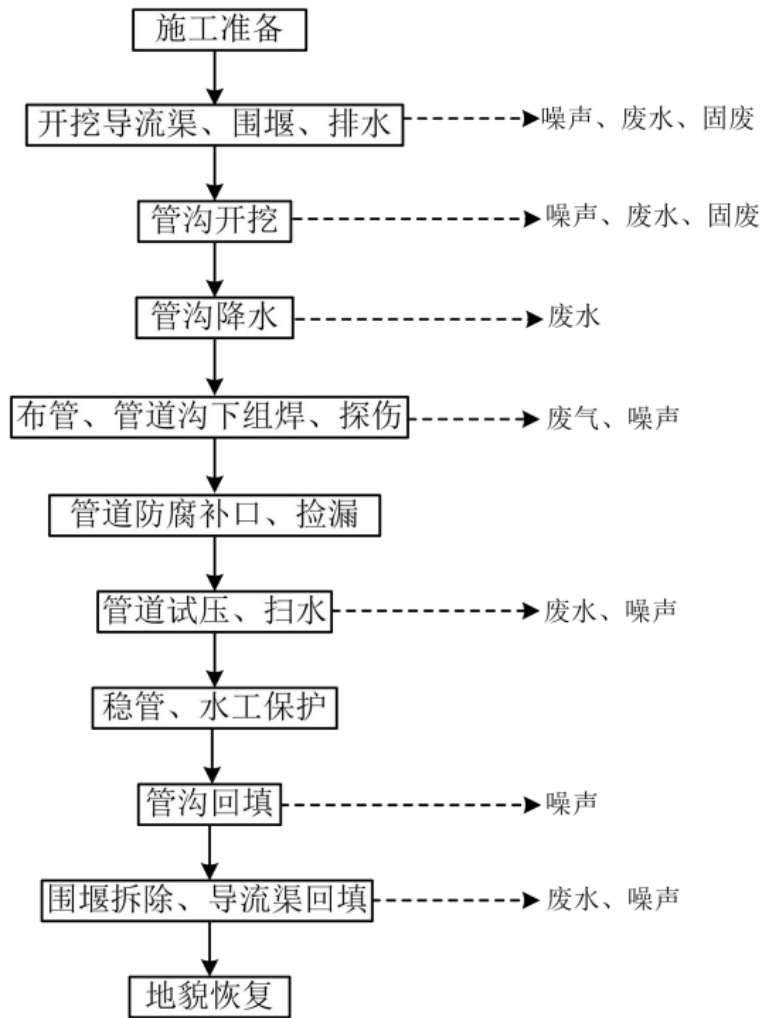 施工准备
开挖导流渠、围堰、排水
噪声、废水、固废
管沟开挖
噪声、废水、固废
管沟降水
废水
布管、管道沟下组焊、探伤
废气、噪声
管道防腐补口、捡漏
管道试压、扫水
废水、噪声
稳管、水工保护
管沟回填
噪声
围堰拆除、导流渠回填
废水、噪声
地貌恢复